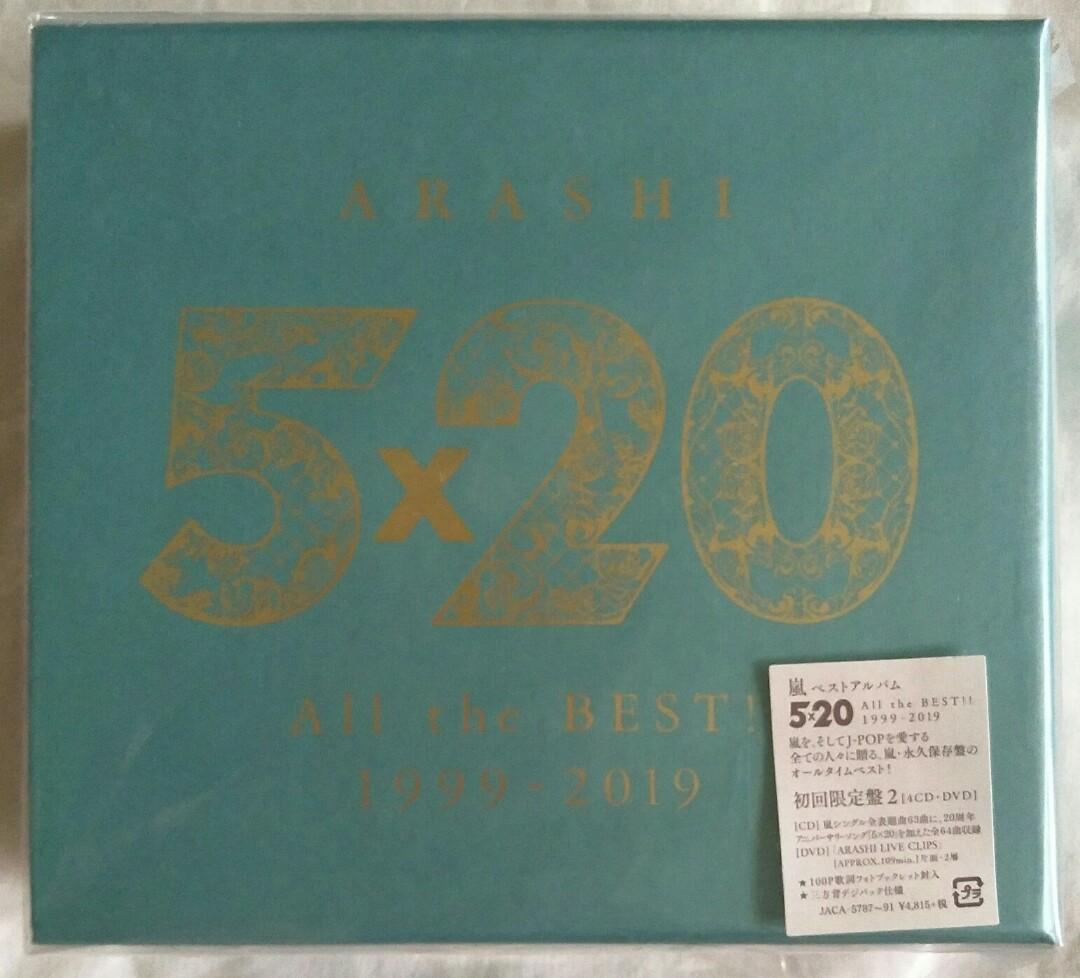 ARASHI
5x20
All the BEST!
1999-2019
嵐 ベストアルバム
5×20 All the BEST!!
1999-2019
嵐を、そしてJ-POPを愛する
全ての人々に贈る、嵐・永久保存盤の
オールタイムベスト!
初回限定盤2[4CD+DVD]
[CD] 嵐シングル全表題曲63曲に、20周年
アニバーサリーソング「5×20」を加えた全64曲収録
[DVD]「ARASHI LIVE CLIPS」
[APPROX.109min.] 片面・2層
★100P歌詞フォトブックレット封入
★三方背デジパック仕様
JACA-5787~91 ¥4,815+税
プラ